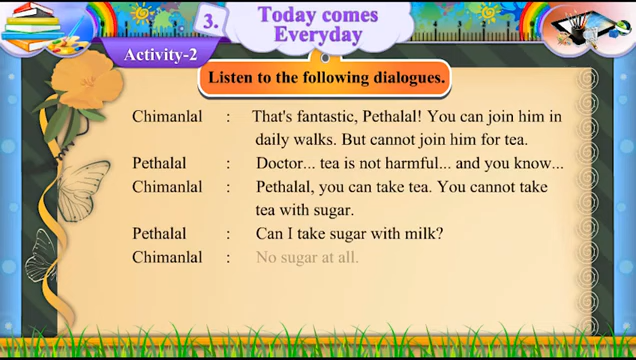 3.
Today comes
Everyday
Activity-2
Listen to the following dialogues.
Chimanlal : That's fantastic, Pethalal! You can join him in
daily walks. But cannot join him for tea.
Pethalal : Doctor... tea is not harmful... and you know...
Chimanlal : Pethalal, you can take tea. You cannot take
tea with sugar.
Pethalal : Can I take sugar with milk?
Chimanlal : No sugar at all.